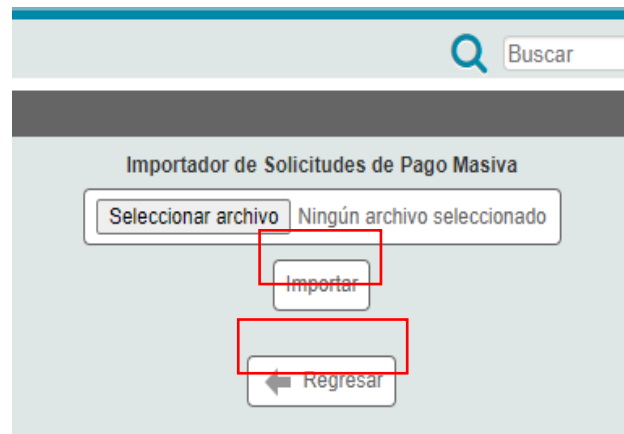 Buscar
Importador de Solicitudes de Pago Masiva
Seleccionar archivo Ningún archivo seleccionado
Importar
Regresar